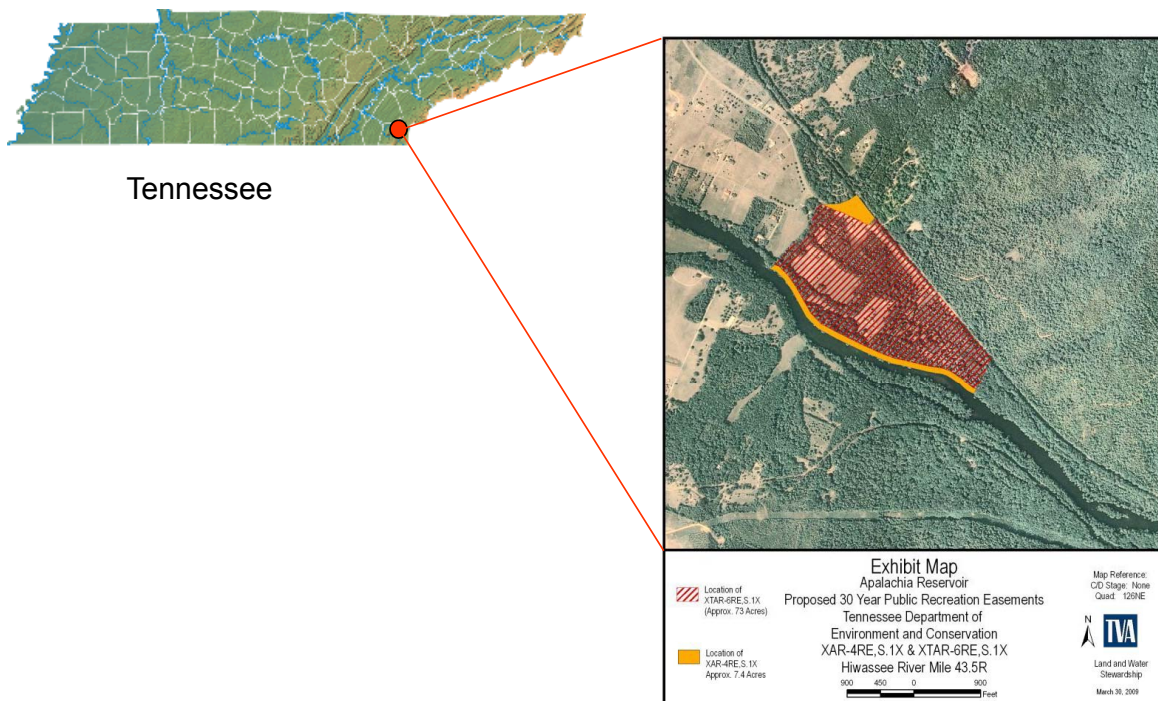 Tennessee
Exhibit Map
Apalachia Reservoir
Proposed 30 Year Public Recreation Easements
Tennessee Department of
Environment and Conservation
XAR-4RE,S.1X & XTAR-6RE,S.1X
Hiwassee River Mile 43.5R
900 450 0 900
Feet
Location of
XTAR-6RE,S.1X
(Approx. 73 Acres)
Location of
XAR-4RE,S.1X
Approx. 7.4 Acres
Map Reference:
C/D Stage: None
Quad: 126NE
N
TVA
Land and Water
Stewardship
March 30, 2009